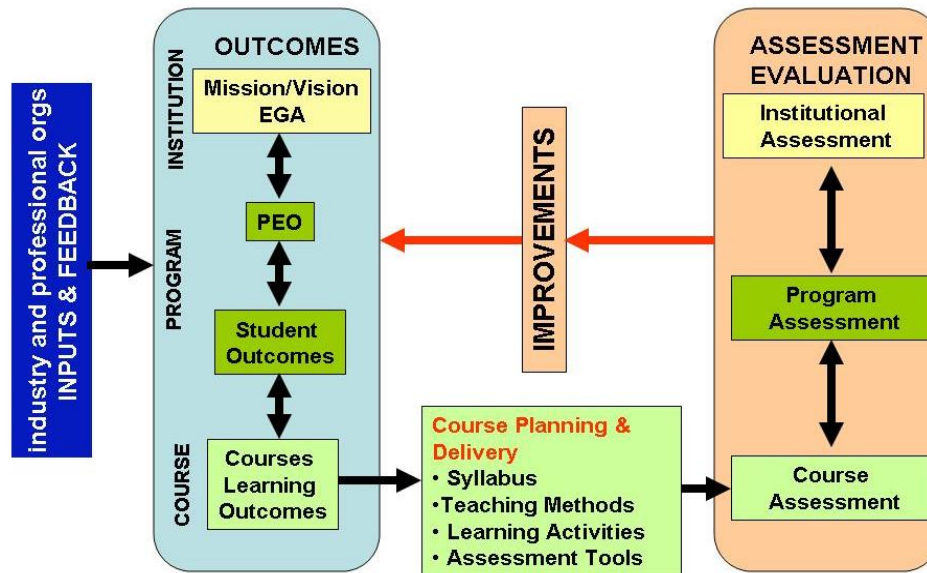 industry and professional orgs
INPUTS & FEEDBACK
OUTCOMES
INSTITUTION
Mission/Vision
EGA
PROGRAM
PEO
Student
Outcomes
COURSE
Courses
Learning
Outcomes
Course Planning &
Delivery
• Syllabus
•Teaching Methods
• Learning Activities
• Assessment Tools
IMPROVEMENTS
ASSESSMENT
EVALUATION
Institutional
Assessment
Program
Assessment
Course
Assessment